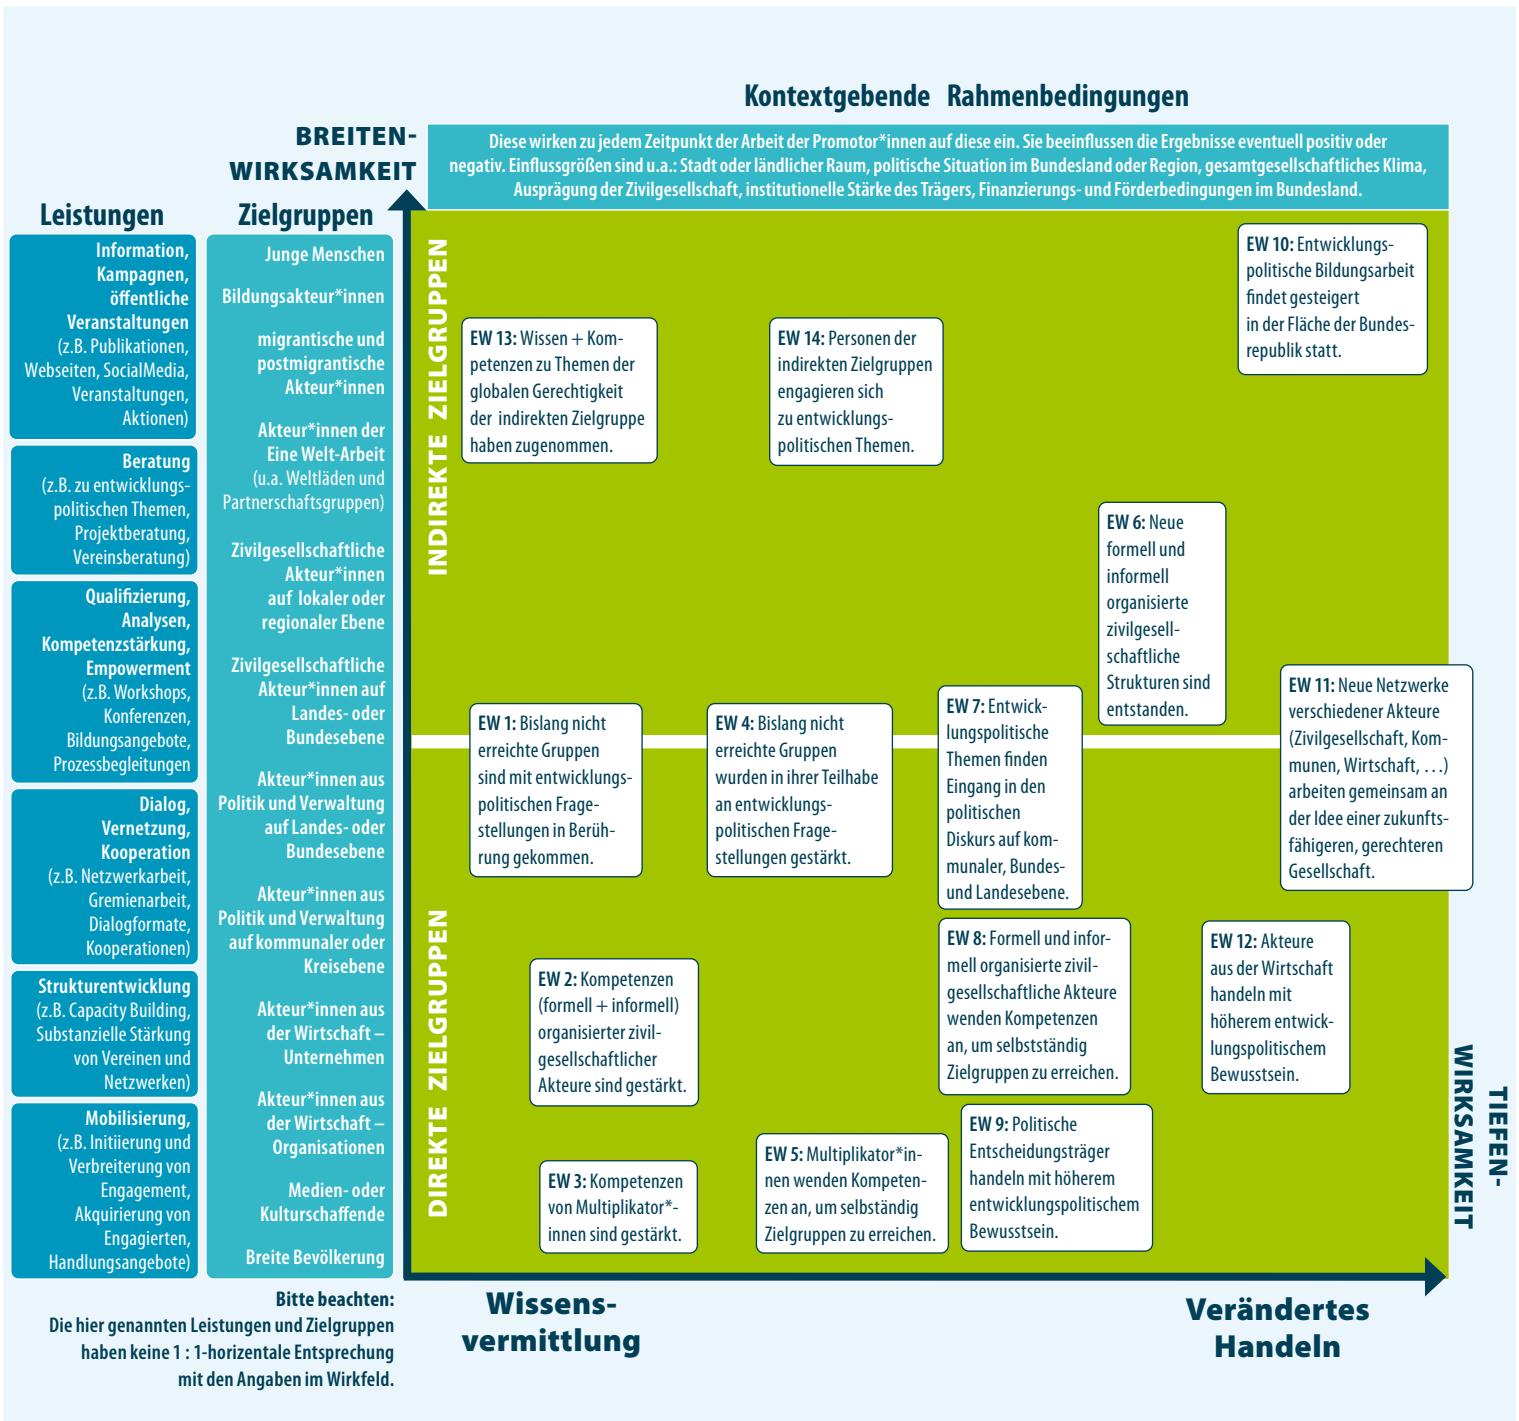 Kontextgebende Rahmenbedingungen
BREITEN-
WIRKSAMKEIT
Diese wirken zu jedem Zeitpunkt der Arbeit der Promotor*innen auf diese ein. Sie beeinflussen die Ergebnisse eventuell positiv oder
negativ. Einflussgrößen sind u.a.: Stadt oder ländlicher Raum, politische Situation im Bundesland oder Region, gesamtgesellschaftliches Klima,
Ausprägung der Zivilgesellschaft, institutionelle Stärke des Trägers, Finanzierungs- und Förderbedingungen im Bundesland.
Leistungen
Information,
Kampagnen,
öffentliche
Veranstaltungen
(z.B. Publikationen,
Webseiten, SocialMedia,
Veranstaltungen,
Aktionen)
Beratung
(z.B. zu entwicklungs-
politischen Themen,
Projektberatung,
Vereinsberatung)
Qualifizierung,
Analysen,
Kompetenzstärkung,
Empowerment
(z.B. Workshops,
Konferenzen,
Bildungsangebote,
Prozessbegleitungen
Dialog,
Vernetzung,
Kooperation
(z.B. Netzwerkarbeit,
Gremienarbeit,
Dialogformate,
Kooperationen)
Strukturentwicklung
(z.B. Capacity Building,
Substanzielle Stärkung
von Vereinen und
Netzwerken)
Mobilisierung,
(z.B. Initiierung und
Verbreiterung von
Engagement,
Akquirierung von
Engagierten,
Handlungsangebote)
Zielgruppen
Junge Menschen
Bildungsakteur*innen
migrantische und
postmigrantische
Akteur*innen
Akteur*innen der
Eine Welt-Arbeit
(u.a. Weltläden und
Partnerschaftsgruppen)
Zivilgesellschaftliche
Akteur*innen
auf lokaler oder
regionaler Ebene
Zivilgesellschaftliche
Akteur*innen auf
Landes- oder
Bundesebene
Akteur*innen aus
Politik und Verwaltung
auf Landes- oder
Bundesebene
Akteur*innen aus
Politik und Verwaltung
auf kommunaler oder
Kreisebene
Akteur*innen aus
der Wirtschaft –
Unternehmen
Akteur*innen aus
der Wirtschaft –
Organisationen
Medien- oder
Kulturschaffende
Breite Bevölkerung
INDIREKTE ZIELGRUPPEN
EW 13: Wissen + Kom-
petenzen zu Themen der
globalen Gerechtigkeit
der indirekten Zielgruppe
haben zugenommen.
EW 14: Personen der
indirekten Zielgruppen
engagieren sich
zu entwicklungs-
politischen Themen.
EW 10: Entwicklungs-
politische Bildungsarbeit
findet gesteigert
in der Fläche der Bundes-
republik statt.
EW 6: Neue
formell und
informell
organisierte
zivilgesell-
schaftliche
Strukturen sind
entstanden.
EW 1: Bislang nicht
erreichte Gruppen
sind mit entwicklungs-
politischen Frage-
stellungen in Berüh-
rung gekommen.
EW 4: Bislang nicht
erreichte Gruppen
wurden in ihrer Teilhabe
an entwicklungs-
politischen Frage-
stellungen gestärkt.
EW 7: Entwick-
lungspolitische
Themen finden
Eingang in den
politischen
Diskurs auf kom-
munaler, Bundes-
und Landesebene.
EW 11: Neue Netzwerke
verschiedener Akteure
(Zivilgesellschaft, Kom-
munen, Wirtschaft, …)
arbeiten gemeinsam an
der Idee einer zukunfts-
fähigeren, gerechteren
Gesellschaft.
DIREKTE ZIELGRUPPEN
EW 2: Kompetenzen
(formell + informell)
organisierter zivil-
gesellschaftlicher
Akteure sind gestärkt.
EW 8: Formell und infor-
mell organisierte zivil-
gesellschaftliche Akteure
wenden Kompetenzen
an, um selbstständig
Zielgruppen zu erreichen.
EW 12: Akteure
aus der Wirtschaft
handeln mit
höherem entwick-
lungspolitischem
Bewusstsein.
EW 3: Kompetenzen
von Multiplikator*-
innen sind gestärkt.
EW 5: Multiplikator*in-
nen wenden Kompeten-
zen an, um selbständig
Zielgruppen zu erreichen.
EW 9: Politische
Entscheidungsträger
handeln mit höherem
entwicklungspolitischem
Bewusstsein.
TIEFEN-
WIRKSAMKEIT
Wissens-
vermittlung
Verändertes
Handeln
Bitte beachten:
Die hier genannten Leistungen und Zielgruppen
haben keine 1 : 1-horizentale Entsprechung
mit den Angaben im Wirkfeld.